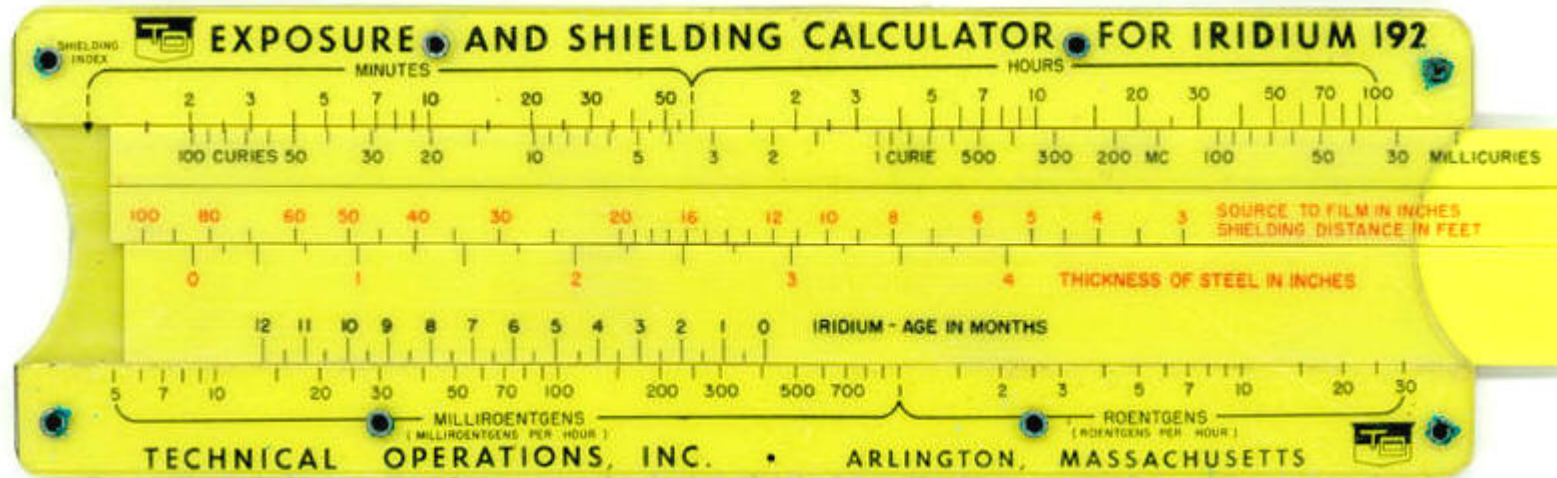 SHIELDING INDEX
TO EXPOSURE AND SHIELDING CALCULATOR FOR IRIDIUM 192
MINUTES HOURS
2 3 5 7 10 20 30 50 1 2 3 5 7 10 20 30 50 70 100
100 CURIES 50 30 20 10 5 3 2 1 CURIE 500 300 200 MC 100 50 30 MILLICURIES
100 80 60 50 40 30 20 16 12 10 8 6 5 4 3 SOURCE TO FILM IN INCHES
SHIELDING DISTANCE IN FEET
0 1 2 3 4 THICKNESS OF STEEL IN INCHES
12 11 10 9 8 7 6 5 4 3 2 1 0 IRIDIUM - AGE IN MONTHS
5 7 10 20 30 50 70 100 200 300 500 700 1 2 3 5 7 10 20 30
MILLIROENTGENS ROENTGENS
(MILLIROENTGENS PER HOUR) (ROENTGENS PER HOUR)
TECHNICAL OPERATIONS, INC. • ARLINGTON, MASSACHUSETTS TO